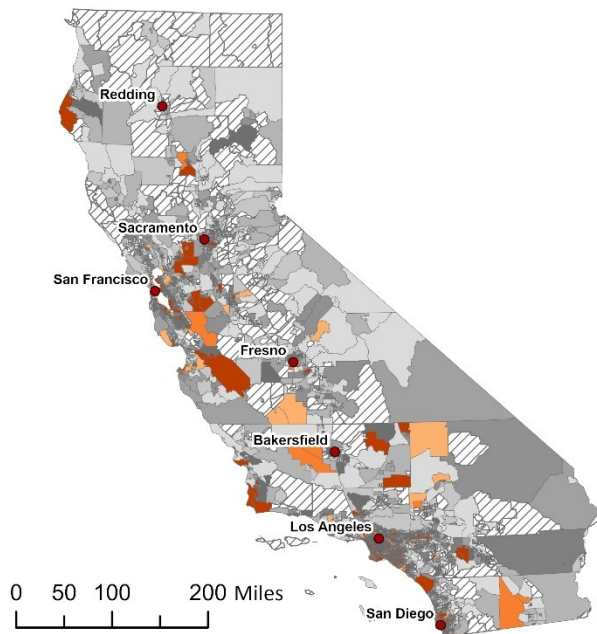 Redding
Sacramento
San Francisco
Fresno
Bakersfield
Los Angeles
0 50 100 200 Miles
San Diego